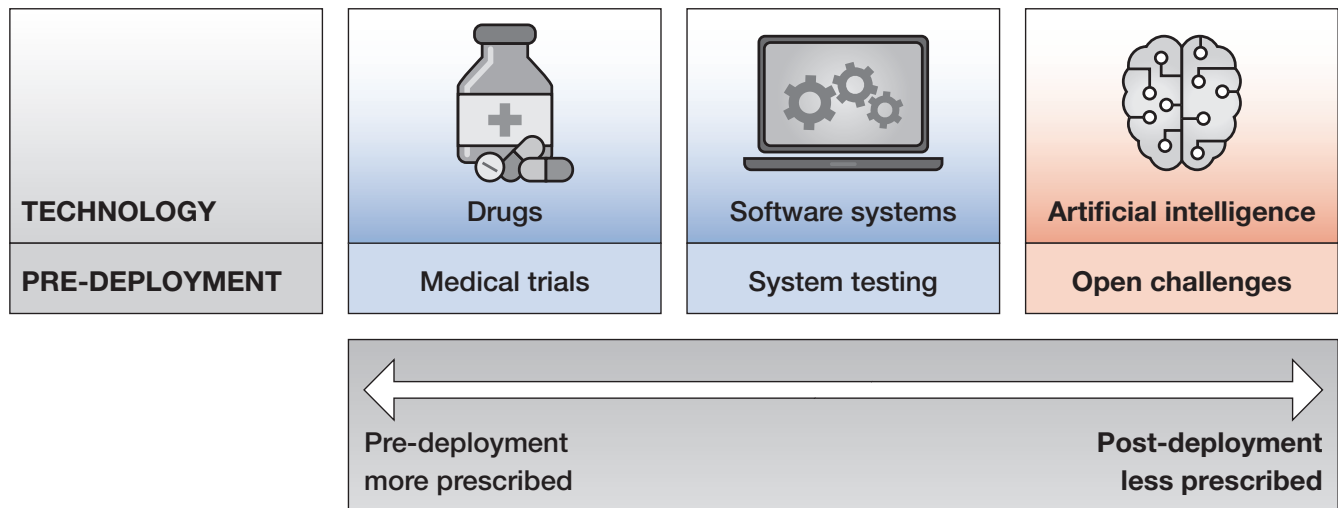 TECHNOLOGY
Drugs
Software systems
Artificial intelligence
PRE-DEPLOYMENT
Medical trials
System testing
Open challenges
Pre-deployment
more prescribed
Post-deployment
less prescribed